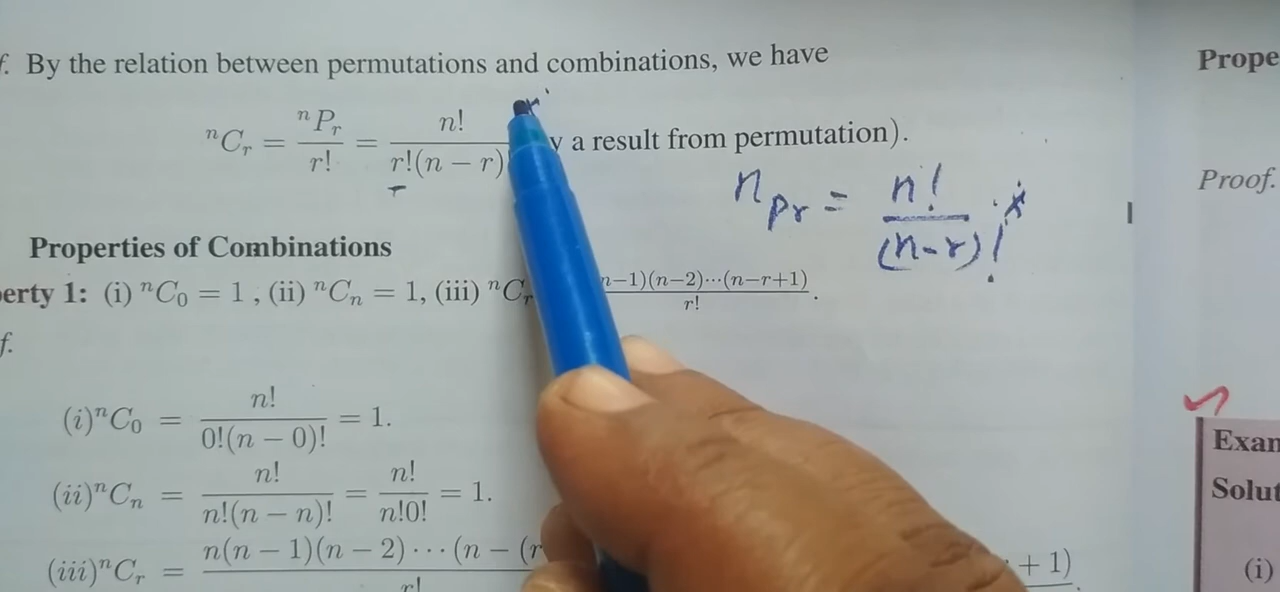 f. By the relation between permutations and combinations, we have
ⁿCᵣ = ⁿPᵣ / r! = n! / r!(n − r) y a result from permutation).
nPr = n! / (n-r)!
Properties of Combinations
erty 1: (i) ⁿC₀ = 1 , (ii) ⁿCₙ = 1, (iii) ⁿCᵣ n−1)(n−2)⋯(n−r+1) / r! .
f.
(i)ⁿC₀ = n! / 0!(n − 0)! = 1.
(ii)ⁿCₙ = n! / n!(n − n)! = n! / n!0! = 1.
(iii)ⁿCᵣ = n(n − 1)(n − 2) ⋯ (n − (r / r! + 1)
Prope
Proof.
Exan
Solut
(i)